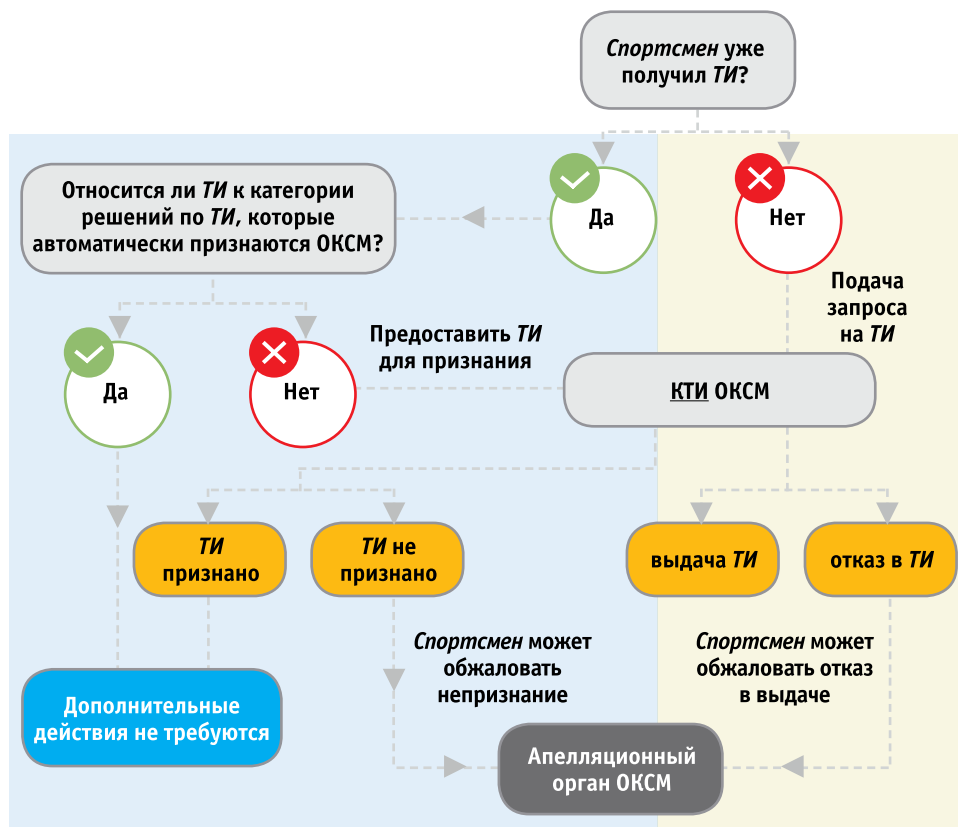 Спортсмен уже
получил ТИ?
Да
Нет
Относится ли ТИ к категории
решений по ТИ, которые
автоматически признаются ОКСМ?
Подача
запроса
на ТИ
Да
Нет
Предоставить ТИ
для признания
КТИ ОКСМ
ТИ
признано
ТИ не
признано
выдача ТИ
отказ в ТИ
Спортсмен может
обжаловать
непризнание
Спортсмен может
обжаловать отказ
в выдаче
Дополнительные
действия не требуются
Апелляционный
орган ОКСМ